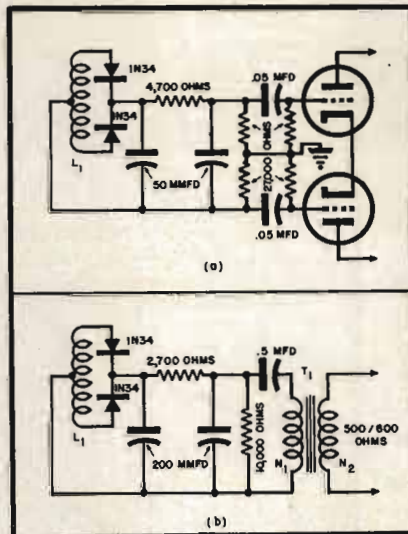 1N34
4,700 OHMS
.05 MFD
1N34
L1
50 MMFD
27,000 OHMS
.05 MFD
(a)
1N34
2,700 OHMS
.5 MFD
T1
1N34
L1
200 MMFD
10,000 OHMS
N1
N2
500/600
OHMS
(b)